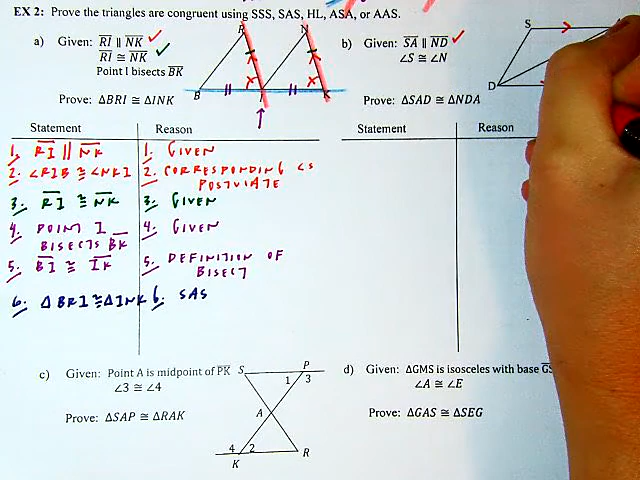 EX 2: Prove the triangles are congruent using SSS, SAS, HL, ASA, or AAS.
a) Given: RI ∥ NK
RI ≅ NK
Point I bisects BK
Prove: ΔBRI ≅ ΔINK
R N
B I K
b) Given: SA ∥ ND
∠S ≅ ∠N
Prove: ΔSAD ≅ ΔNDA
S
D
Statement Reason
1. RI ∥ NK 1. GIVEN
2. ∠RIB ≅ ∠NKI 2. CORRESPONDING ∠S
POSTULATE
3. RI ≅ NK 3. GIVEN
4. POINT I 4. GIVEN
BISECTS BK
5. BI ≅ IK 5. DEFINITION OF
BISECT
6. ΔBRI ≅ ΔINK 6. SAS
Statement Reason
c) Given: Point A is midpoint of PK
∠3 ≅ ∠4
Prove: ΔSAP ≅ ΔRAK
S P
1 3
A
4 2
K R
d) Given: ΔGMS is isosceles with base GS
∠A ≅ ∠E
Prove: ΔGAS ≅ ΔSEG